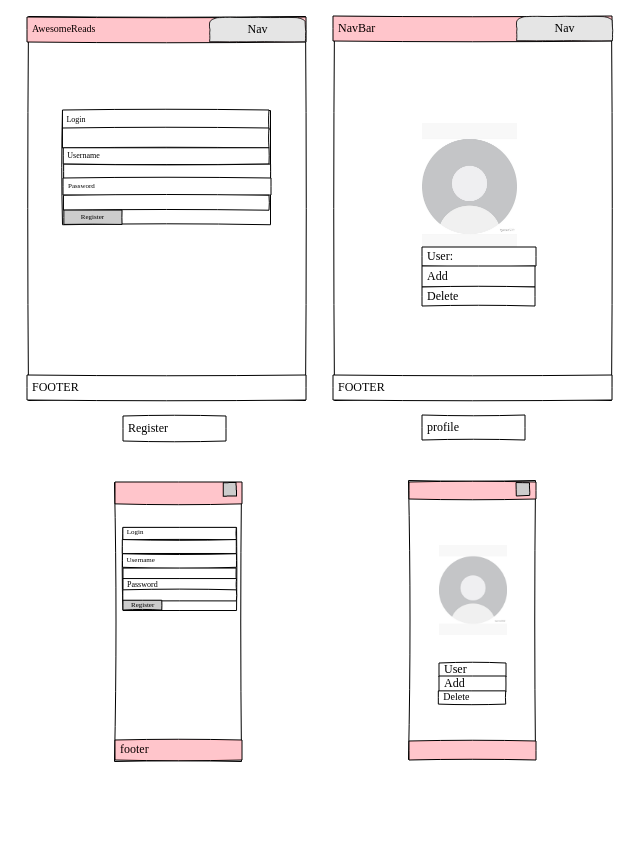 AwesomeReads
Nav
Login
Username
Password
Register
FOOTER
Register
NavBar
Nav
User:
Add
Delete
FOOTER
profile
Login
Username
Password
Register
footer
User
Add
Delete